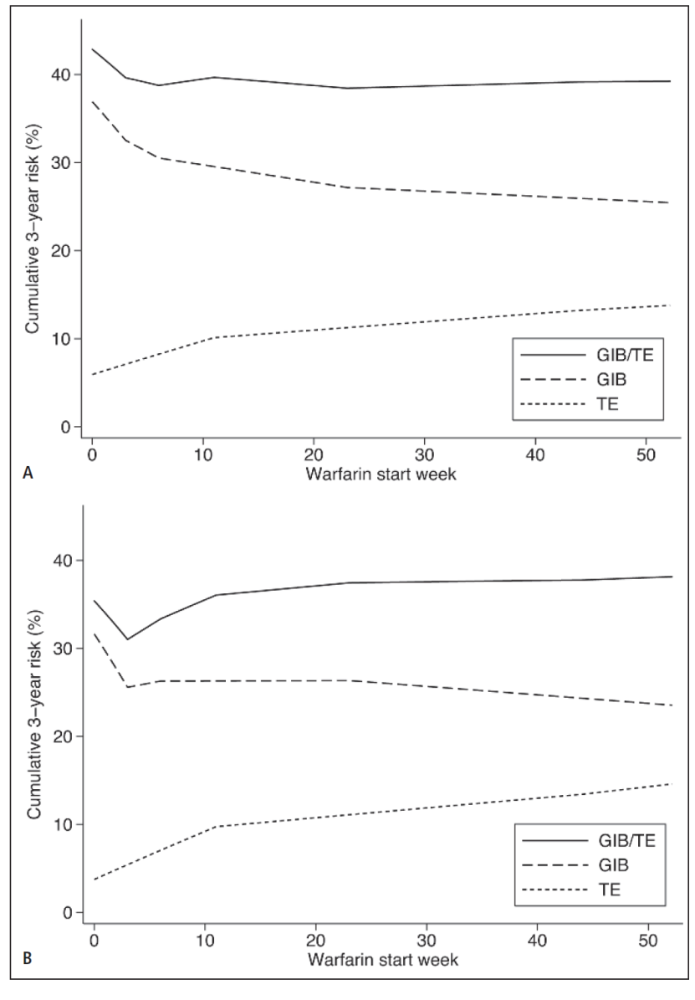 Cumulative 3−year risk (%)
40
30
20
10
0
GIB/TE
GIB
TE
0 10 20 30 40 50
Warfarin start week
A
Cumulative 3−year risk (%)
40
30
20
10
0
GIB/TE
GIB
TE
0 10 20 30 40 50
Warfarin start week
B